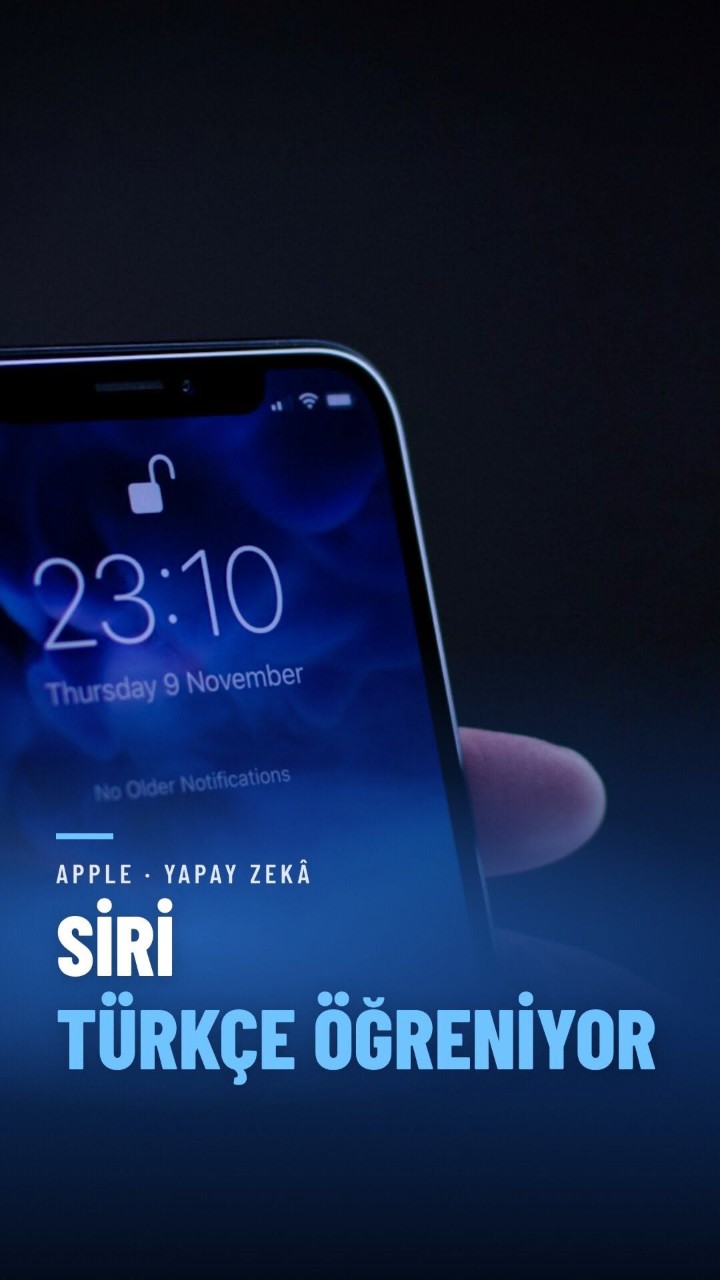 23:10
Thursday 9 November
No Older Notifications
APPLE · YAPAY ZEKÂ
SİRİ
TÜRKÇE ÖĞRENİYOR